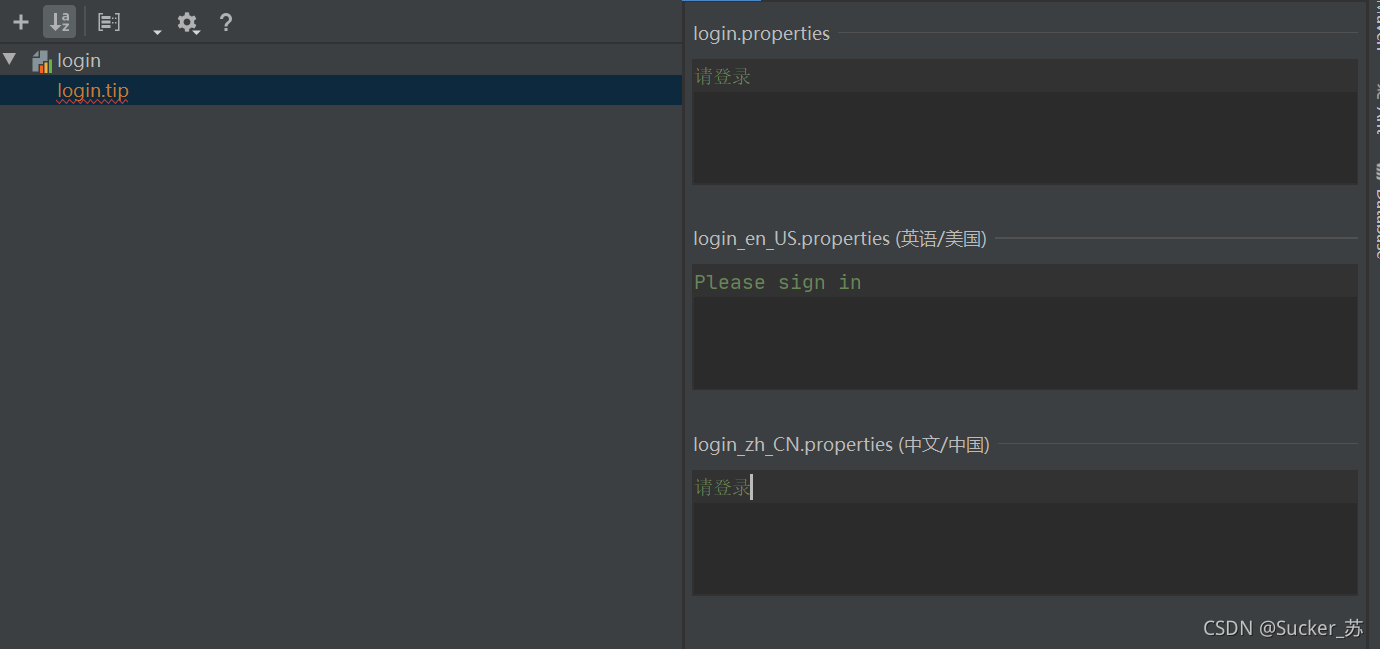 login
login.tip
login.properties
请登录
login_en_US.properties (英语/美国)
Please sign in
login_zh_CN.properties (中文/中国)
请登录
CSDN @Sucker_苏